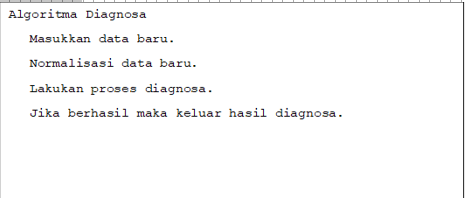 Algoritma Diagnosa
Masukkan data baru.
Normalisasi data baru.
Lakukan proses diagnosa.
Jika berhasil maka keluar hasil diagnosa.